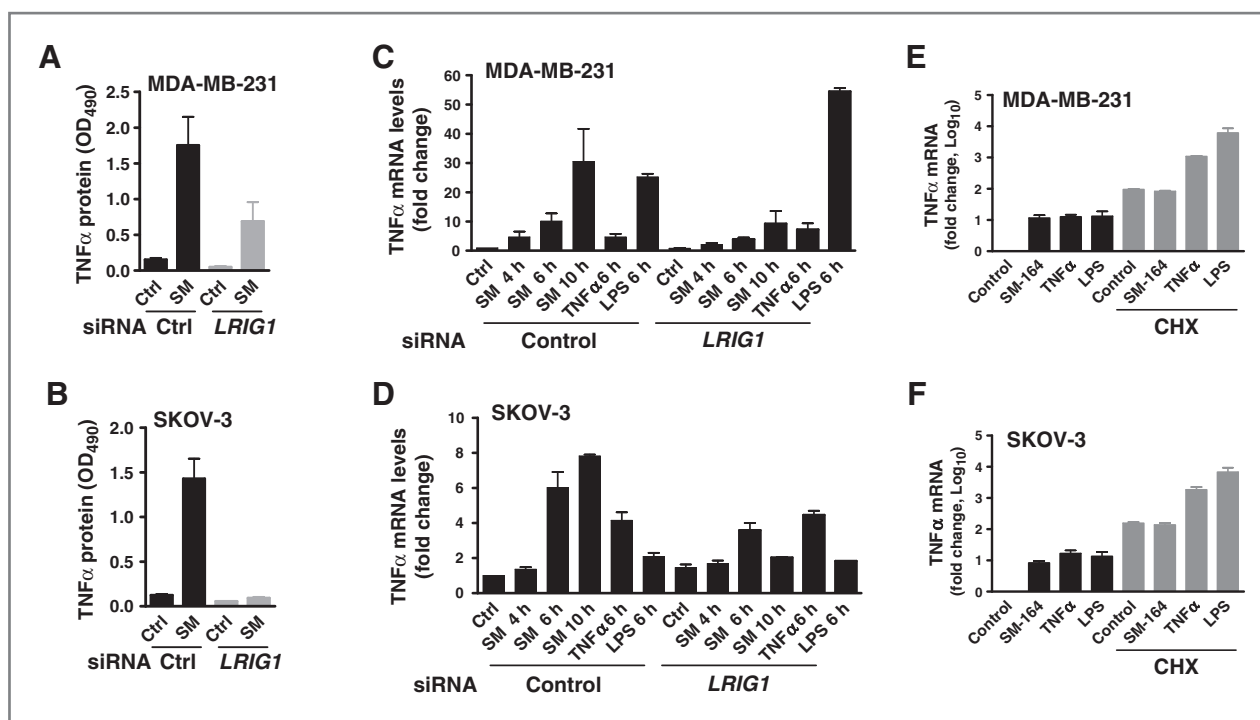 A
MDA-MB-231
TNFα protein (OD490)
2.5
2.0
1.5
1.0
0.5
0.0
Ctrl
SM
Ctrl
SM
siRNA Ctrl LRIG1
B
SKOV-3
TNFα protein (OD490)
2.0
1.5
1.0
0.5
0.0
Ctrl
SM
Ctrl
SM
siRNA Ctrl LRIG1
C
MDA-MB-231
TNFα mRNA levels
(fold change)
60
50
40
30
20
10
0
Ctrl
SM 4 h
SM 6 h
SM 10 h
TNFα 6 h
LPS 6 h
Ctrl
SM 4 h
SM 6 h
SM 10 h
TNFα 6 h
LPS 6 h
siRNA Control LRIG1
D
SKOV-3
TNFα mRNA levels
(fold change)
10
8
6
4
2
0
Ctrl
SM 4 h
SM 6 h
SM 10 h
TNFα 6 h
LPS 6 h
Ctrl
SM 4 h
SM 6 h
SM 10 h
TNFα 6 h
LPS 6 h
siRNA Control LRIG1
E
MDA-MB-231
TNFα mRNA
(fold change, Log10)
5
4
3
2
1
0
Control
SM-164
TNFα
LPS
Control
SM-164
TNFα
LPS
CHX
F
SKOV-3
TNFα mRNA
(fold change, Log10)
5
4
3
2
1
0
Control
SM-164
TNFα
LPS
Control
SM-164
TNFα
LPS
CHX